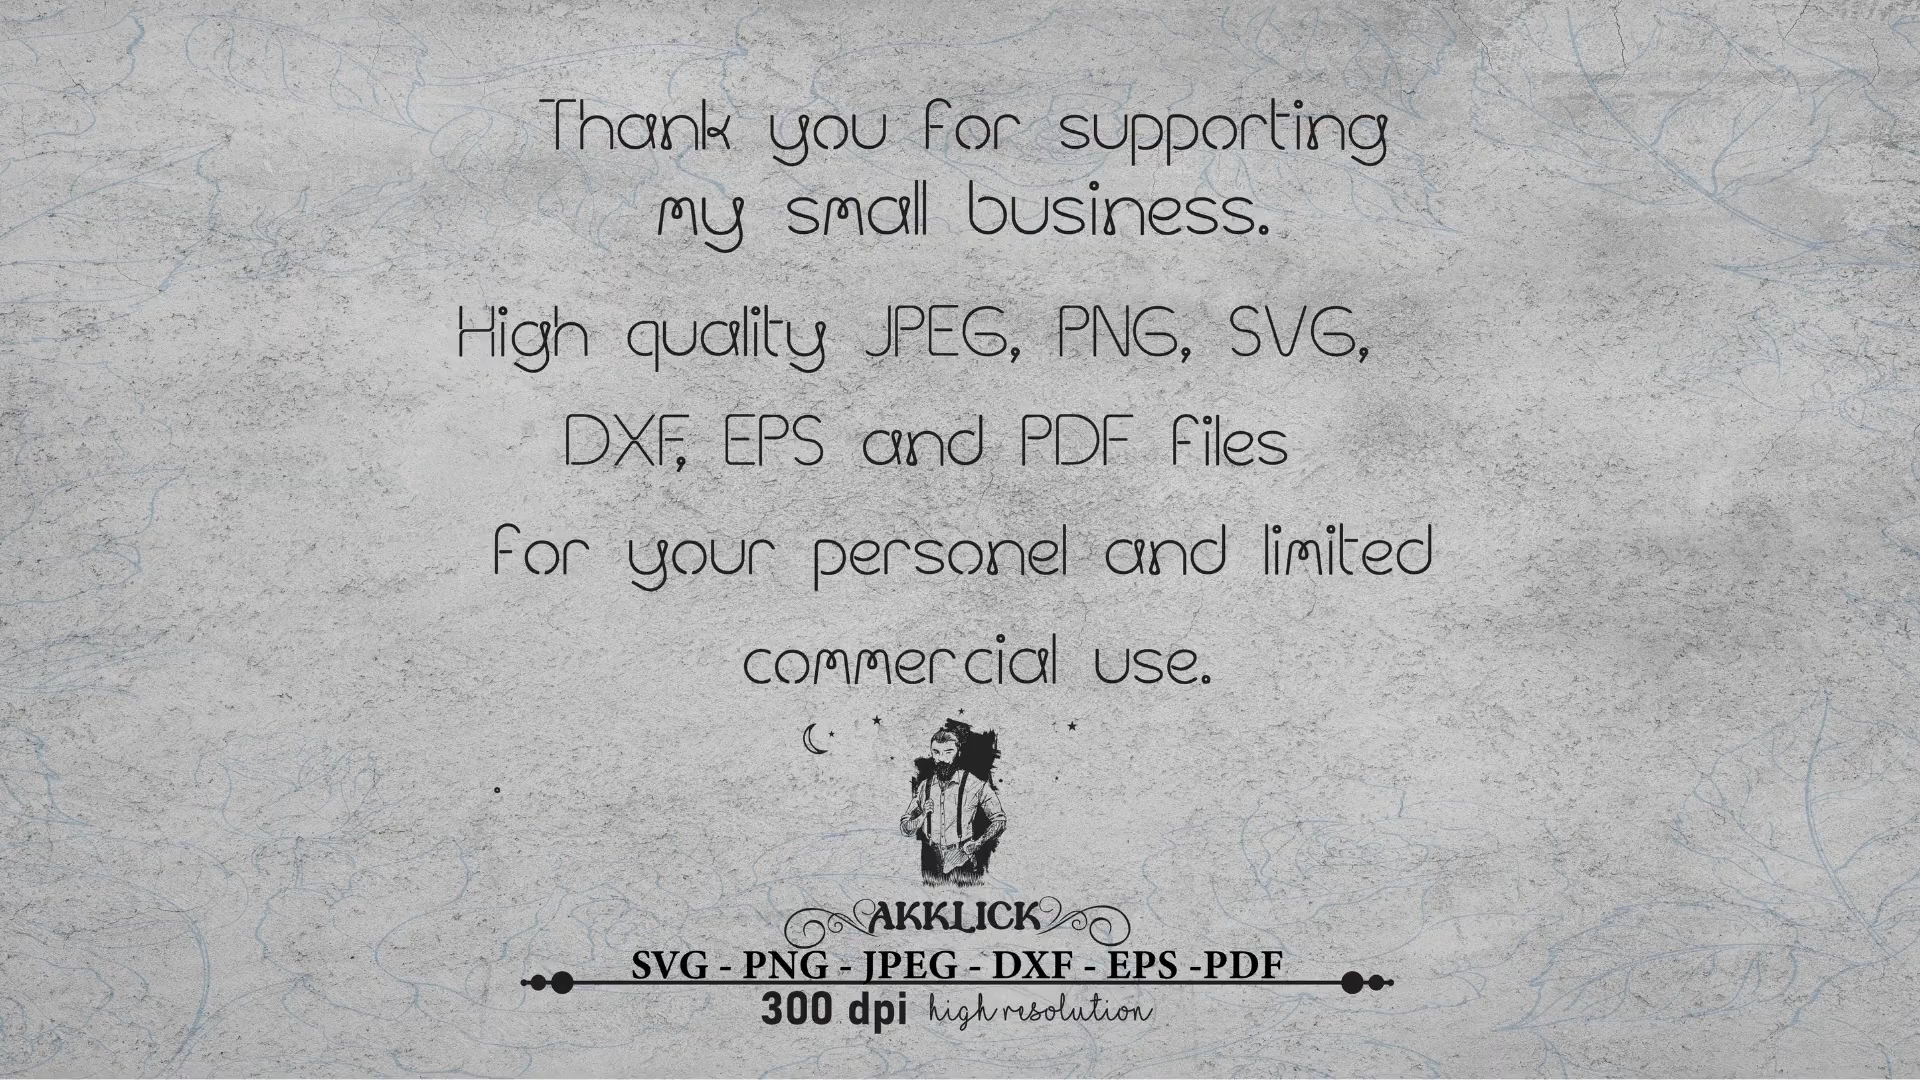 Thank you for supporting
my small business.
High quality JPEG, PNG, SVG,
DXF, EPS and PDF files
for your personel and limited
commercial use.
AKKLICK
SVG - PNG - JPEG - DXF - EPS -PDF
300 dpi high resolution